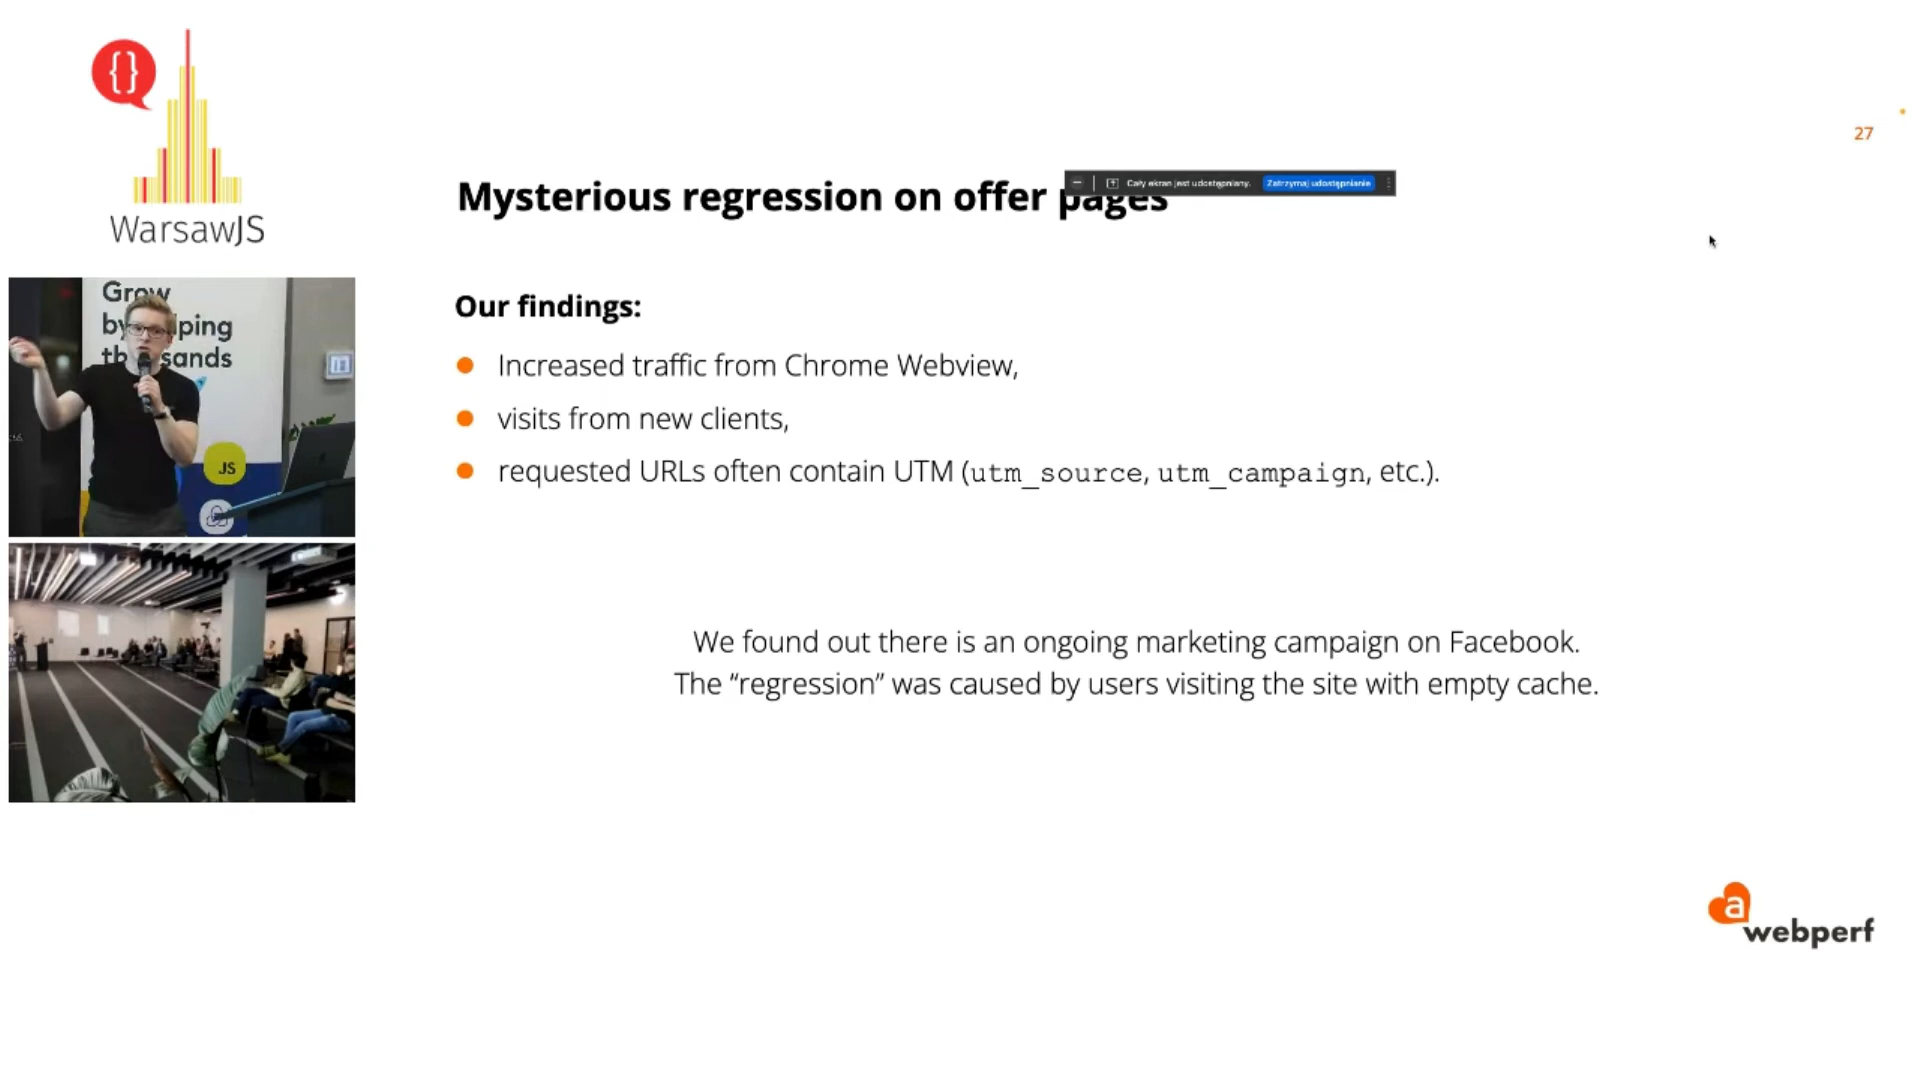 {}
WarsawJS
27
Mysterious regression on offer pages
Cały ekran jest udostępniany.
Zatrzymaj udostępnianie
Our findings:
Increased traffic from Chrome Webview,
visits from new clients,
requested URLs often contain UTM (utm_source, utm_campaign, etc.).
We found out there is an ongoing marketing campaign on Facebook.
The “regression” was caused by users visiting the site with empty cache.
Grow
JS
a
webperf